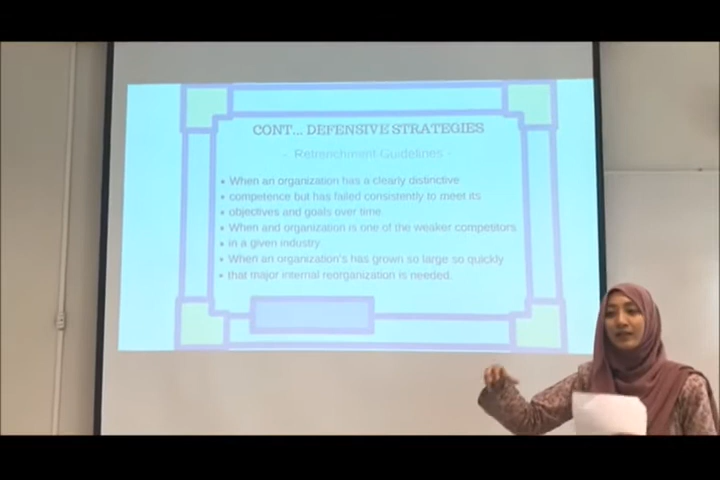 CONT... DEFENSIVE STRATEGIES
- Retrenchment Guidelines -
• When an organization has a clearly distinctive
• competence but has failed consistently to meet its
• objectives and goals over time.
• When and organization is one of the weaker competitors
• in a given industry.
• When an organization's has grown so large so quickly
• that major internal reorganization is needed.